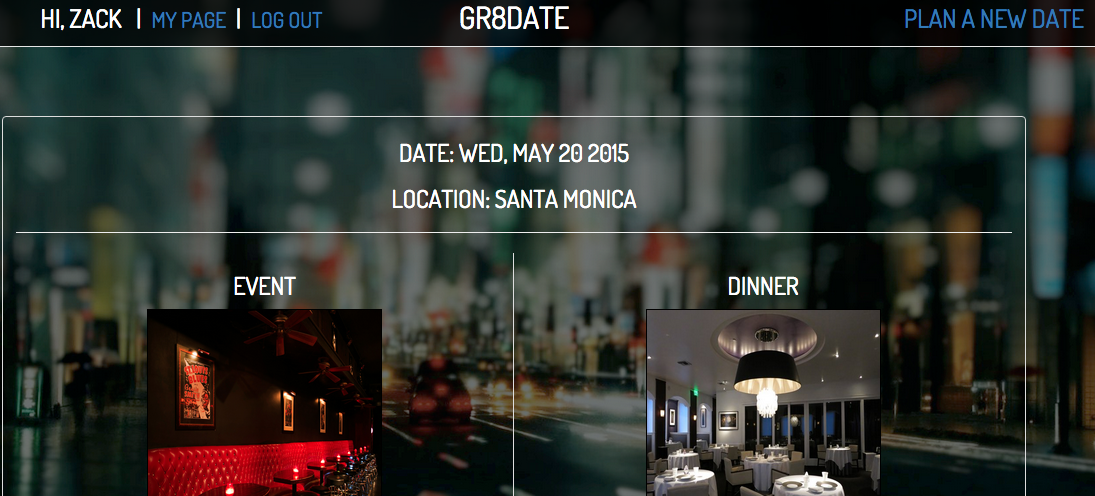 HI, ZACK | MY PAGE | LOG OUT GR8DATE PLAN A NEW DATE
DATE: WED, MAY 20 2015
LOCATION: SANTA MONICA
EVENT DINNER